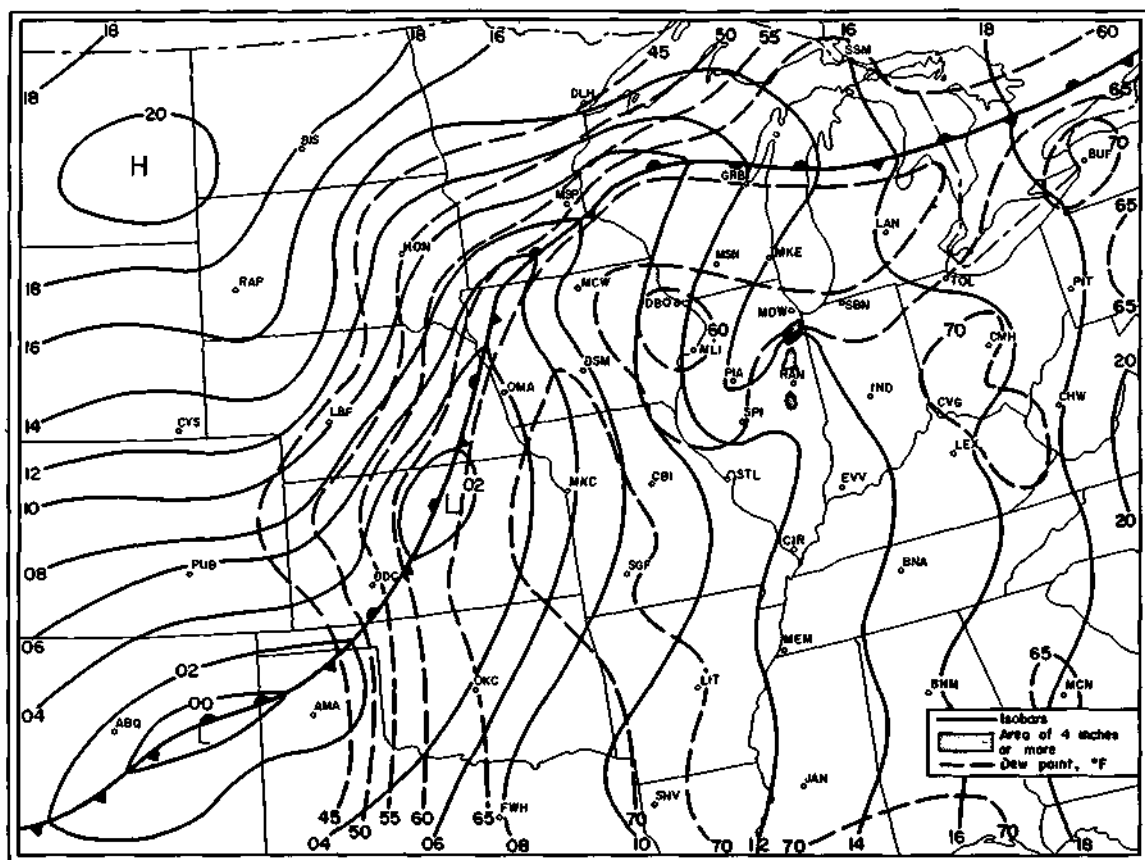 18 60 18 16 50 55 16 18 60
45 SSM
18 DLH 65
20
BIS 70
H BUF
GRB
MSP 65
LAN
HON MSN MKE 65
18 RAP MCW TOL PIT
DBQ MDW SBN 65
16 60 70 CMH
MLI
DSM PIA RAN IND 20
OMA CVG CHW
14 CYS LBF SPI LEX
12 02 CBI STL EVV
L MKC
10 20
CIR
08 PUB DDC SGF BNA
06 MEM
02 65
04 00 OKC LIT BHM MCN
ABQ L AMA
Isobars
Area of 4 inches
or more
Dew point, °F
JAN
SHV
45 50 55 60 65 FWH 70 70
04 06 08 10 12 70 14 16 18